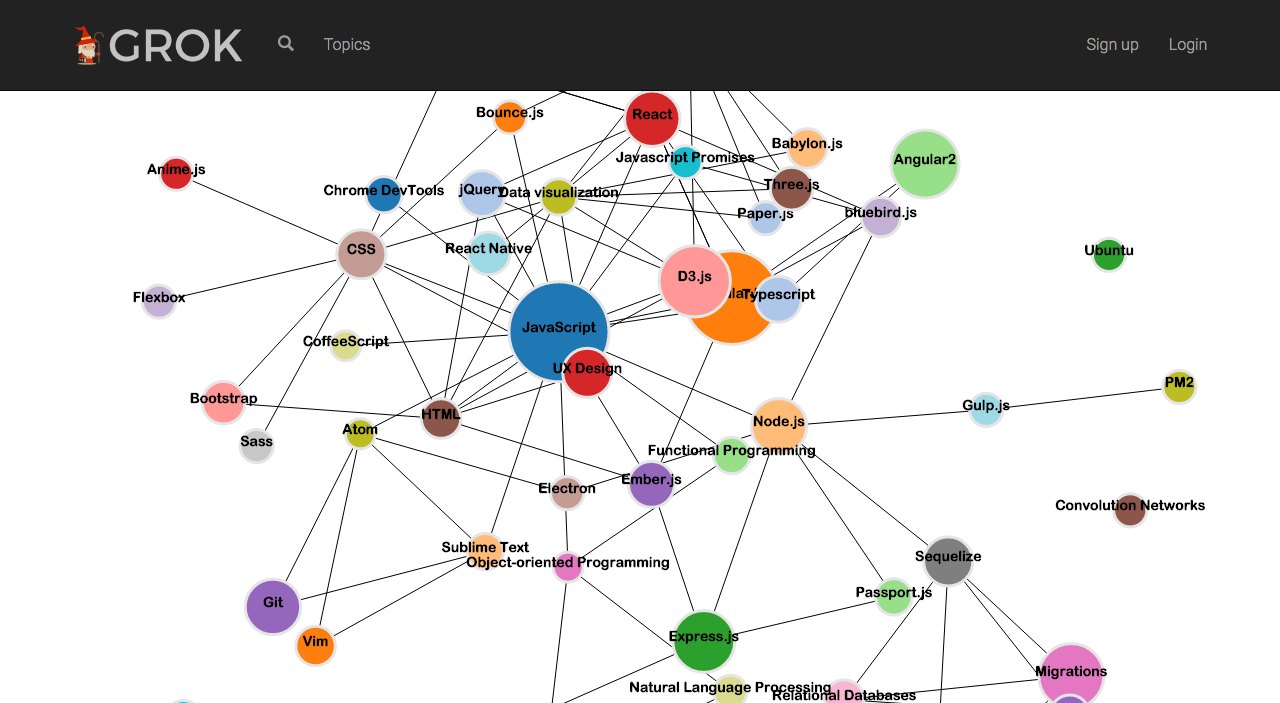 GROK
Topics
Sign up
Login
Bounce.js
React
Babylon.js
Javascript Promises
Angular2
Anime.js
Chrome DevTools
jQuery
Data visualization
Three.js
Paper.js
bluebird.js
CSS
React Native
Ubuntu
D3.js
Typescript
Flexbox
JavaScript
CoffeeScript
UX Design
PM2
Bootstrap
Gulp.js
HTML
Node.js
Atom
Sass
Functional Programming
Ember.js
Electron
Convolution Networks
Sublime Text
Object-oriented Programming
Sequelize
Passport.js
Git
Vim
Express.js
Migrations
Natural Language Processing
Relational Databases